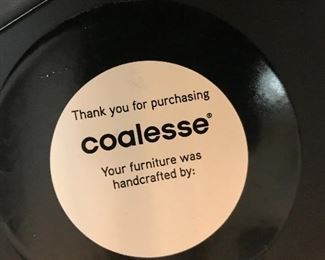 Thank you for purchasing
coalesse®
Your furniture was
handcrafted by: